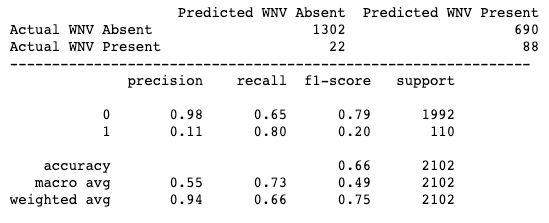 Predicted WNV Absent Predicted WNV Present
Actual WNV Absent 1302 690
Actual WNV Present 22 88
--------------------------------------------------------------
precision recall f1-score support
0 0.98 0.65 0.79 1992
1 0.11 0.80 0.20 110
accuracy 0.66 2102
macro avg 0.55 0.73 0.49 2102
weighted avg 0.94 0.66 0.75 2102